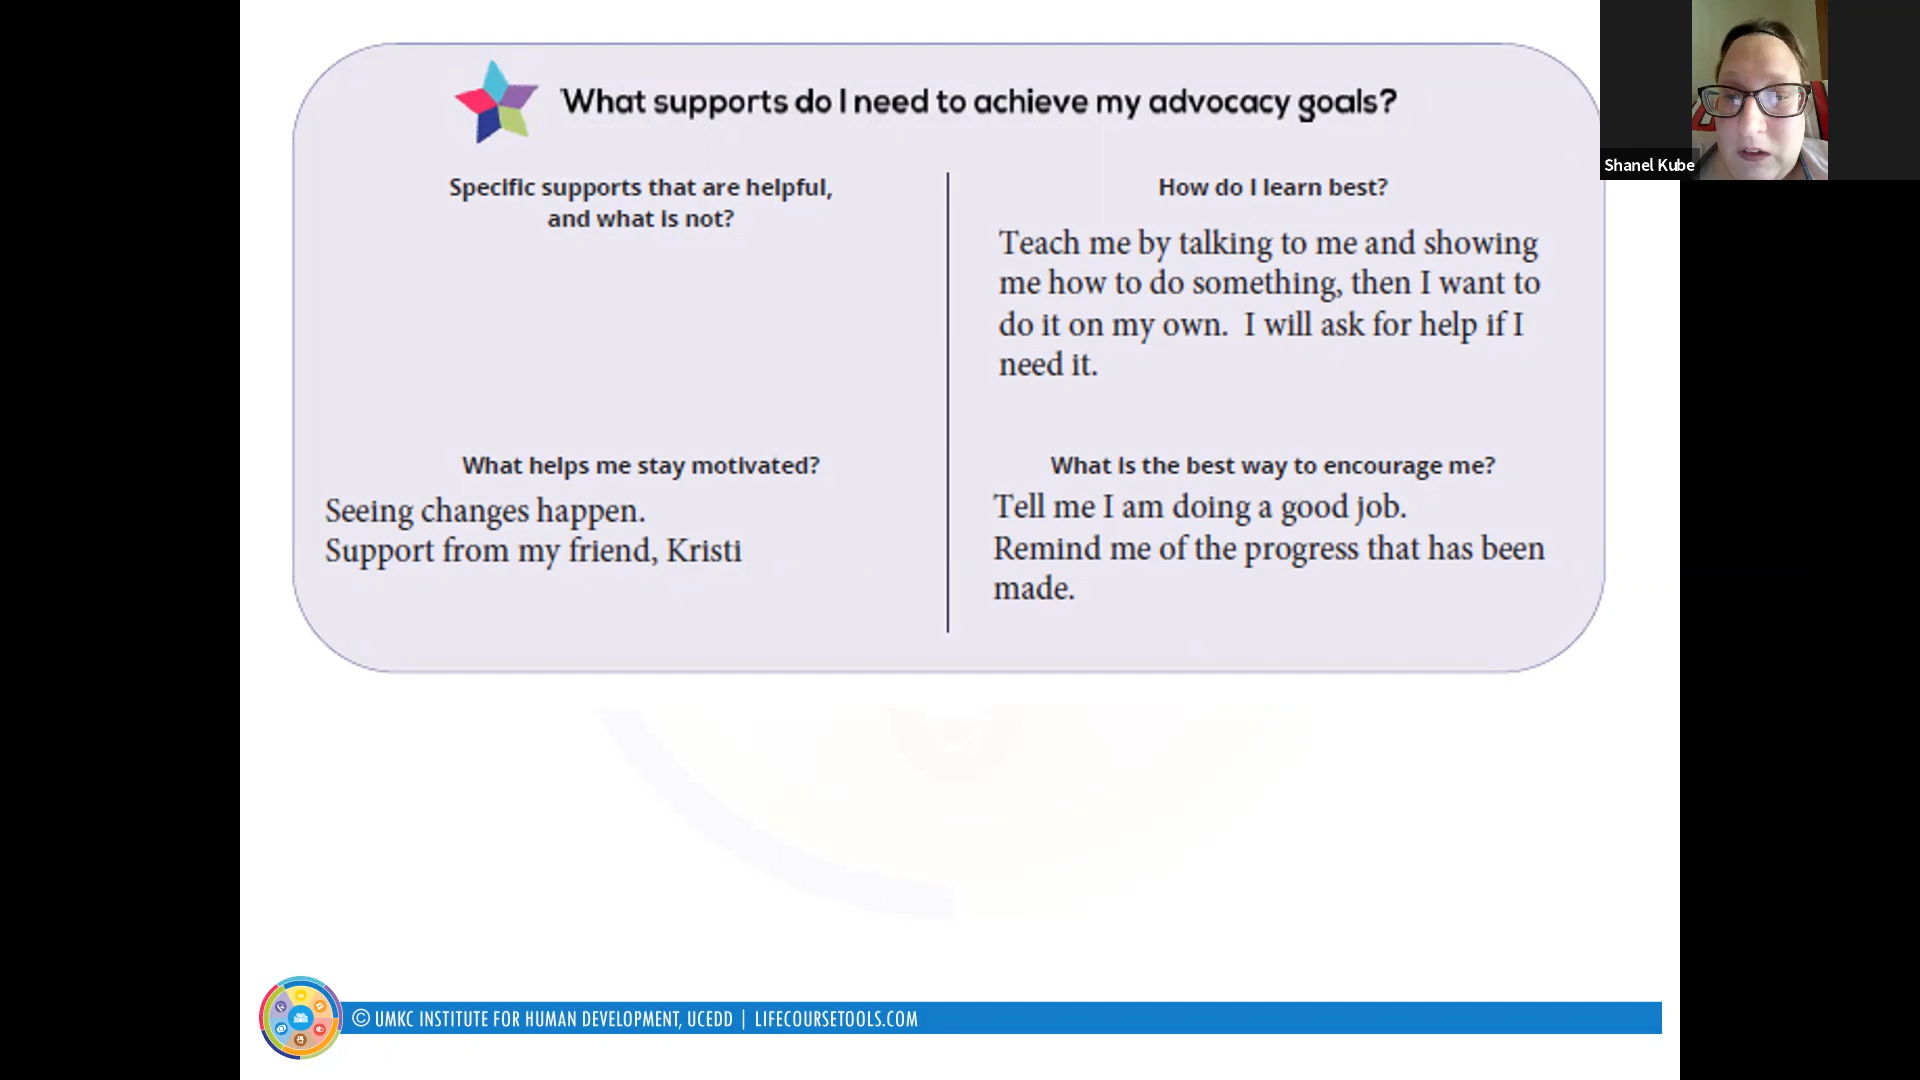 What supports do I need to achieve my advocacy goals?
Specific supports that are helpful,
and what is not?
How do I learn best?
Teach me by talking to me and showing
me how to do something, then I want to
do it on my own.  I will ask for help if I
need it.
What helps me stay motivated?
Seeing changes happen.
Support from my friend, Kristi
What is the best way to encourage me?
Tell me I am doing a good job.
Remind me of the progress that has been
made.
Shanel Kube
© UMKC INSTITUTE FOR HUMAN DEVELOPMENT, UCEDD | LIFECOURSETOOLS.COM